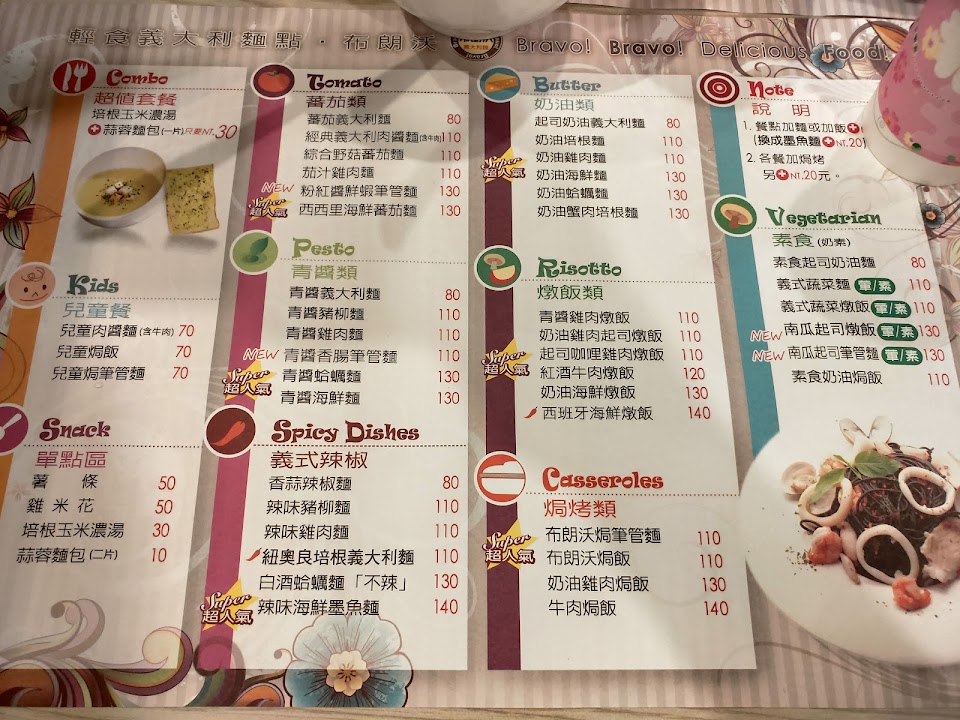 輕食義大利麵點・布朗沃 義大利麵 Bravo! Bravo! Delicious Food!
Combo
超值套餐
培根玉米濃湯
蒜蓉麵包(一片)只要NT.30
Kids
兒童餐
兒童肉醬麵(含牛肉) 70
兒童焗飯 70
兒童焗筆管麵 70
Snack
單點區
薯條 50
雞米花 50
培根玉米濃湯 30
蒜蓉麵包(二片) 10
Tomato
蕃茄類
蕃茄義大利麵 80
經典義大利肉醬麵(含牛肉) 110
綜合野菇蕃茄麵 110
茄汁雞肉麵 110
NEW 粉紅醬鮮蝦筆管麵 130
Super 超人氣 西西里海鮮蕃茄麵 130
Pesto
青醬類
青醬義大利麵 80
青醬豬柳麵 110
青醬雞肉麵 110
NEW 青醬香腸筆管麵 110
Super 超人氣 青醬蛤蠣麵 130
青醬海鮮麵 130
Spicy Dishes
義式辣椒
香蒜辣椒麵 80
辣味豬柳麵 110
辣味雞肉麵 110
紐奧良培根義大利麵 110
白酒蛤蠣麵「不辣」 130
Super 超人氣 辣味海鮮墨魚麵 140
Butter
奶油類
起司奶油義大利麵 80
奶油培根麵 110
Super 超人氣 奶油雞肉麵 110
奶油海鮮麵 130
奶油蛤蠣麵 130
奶油蟹肉培根麵 130
Risotto
燉飯類
青醬雞肉燉飯 110
奶油雞肉起司燉飯 110
Super 超人氣 起司咖哩雞肉燉飯 110
紅酒牛肉燉飯 120
奶油海鮮燉飯 130
西班牙海鮮燉飯 140
Casseroles
焗烤類
布朗沃焗筆管麵 110
Super 超人氣 布朗沃焗飯 110
奶油雞肉焗飯 130
牛肉焗飯 140
Note
說明
1. 餐點加麵或加飯
(換成墨魚麵 NT.20)
2. 各餐加焗烤
另 NT.20元。
Vegetarian
素食(奶素)
素食起司奶油麵 80
義式蔬菜麵 葷/素 110
義式蔬菜燉飯 葷/素 110
NEW 南瓜起司燉飯 葷/素 130
NEW 南瓜起司筆管麵 葷/素 130
素食奶油焗飯 110